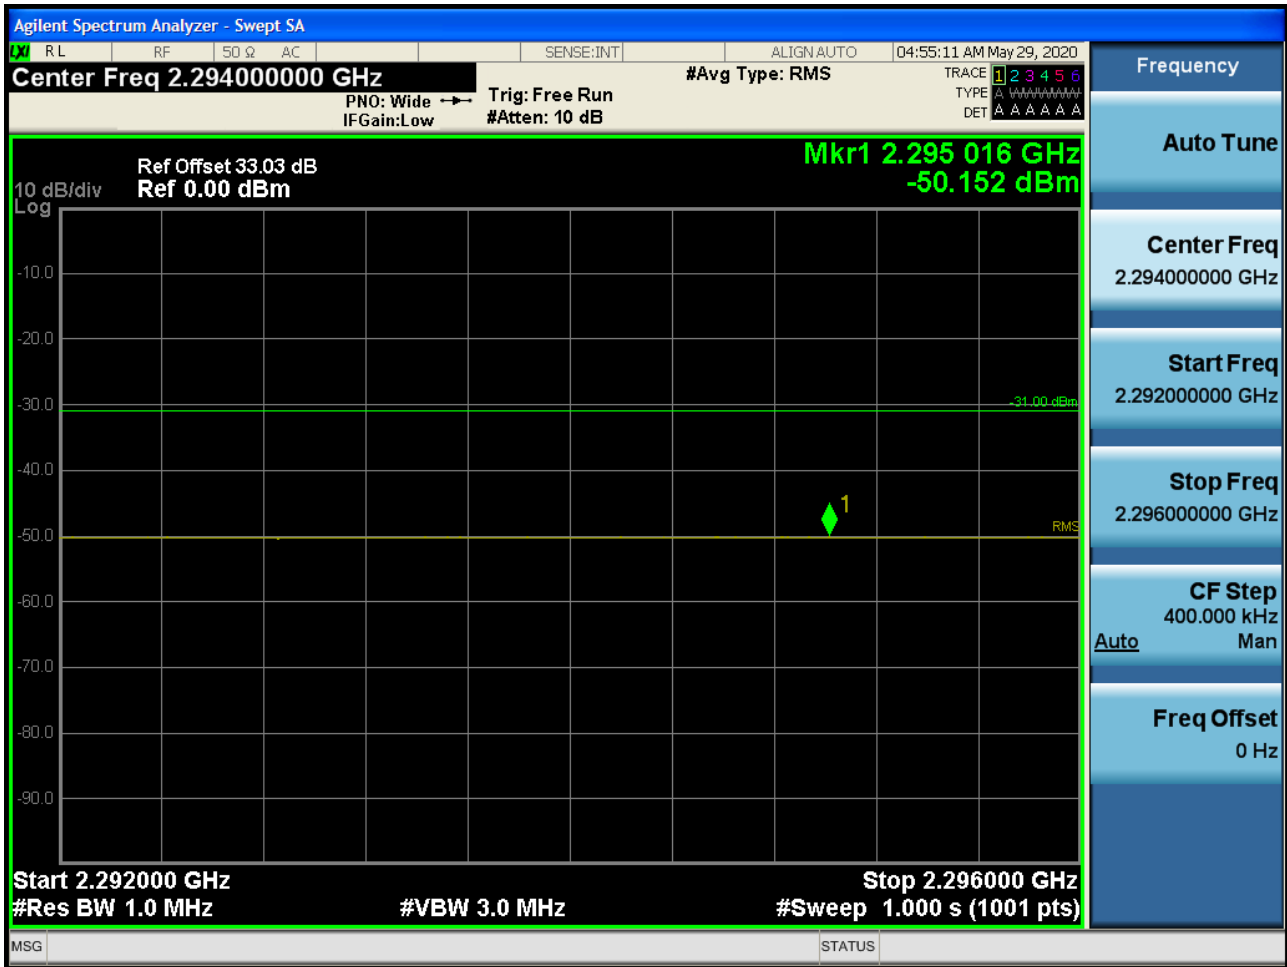 Agilent Spectrum Analyzer - Swept SA
LXI RL RF 50 Ω AC SENSE:INT ALIGN AUTO 04:55:11 AM May 29, 2020
Center Freq 2.294000000 GHz
PNO: Wide
IFGain:Low
Trig: Free Run
#Atten: 10 dB
#Avg Type: RMS
TRACE 1 2 3 4 5 6
TYPE A WWWWW
DET A A A A A A
Mkr1 2.295 016 GHz
-50.152 dBm
Ref Offset 33.03 dB
10 dB/div Ref 0.00 dBm
Log
-10.0
-20.0
-30.0
-31.00 dBm
-40.0
1
-50.0
RMS
-60.0
-70.0
-80.0
-90.0
Start 2.292000 GHz
Stop 2.296000 GHz
#Res BW 1.0 MHz
#VBW 3.0 MHz
#Sweep 1.000 s (1001 pts)
MSG
STATUS
Frequency
Auto Tune
Center Freq
2.294000000 GHz
Start Freq
2.292000000 GHz
Stop Freq
2.296000000 GHz
CF Step
400.000 kHz
Auto Man
Freq Offset
0 Hz